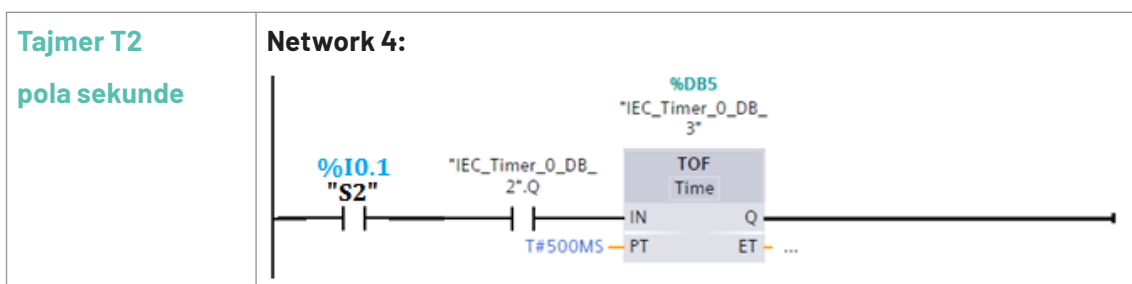 Tajmer T2
pola sekunde
Network 4:
%DB5
"IEC_Timer_0_DB_
3"
%I0.1
"S2"
"IEC_Timer_0_DB_
2".Q
TOF
Time
IN
Q
T#500MS
PT
ET
...